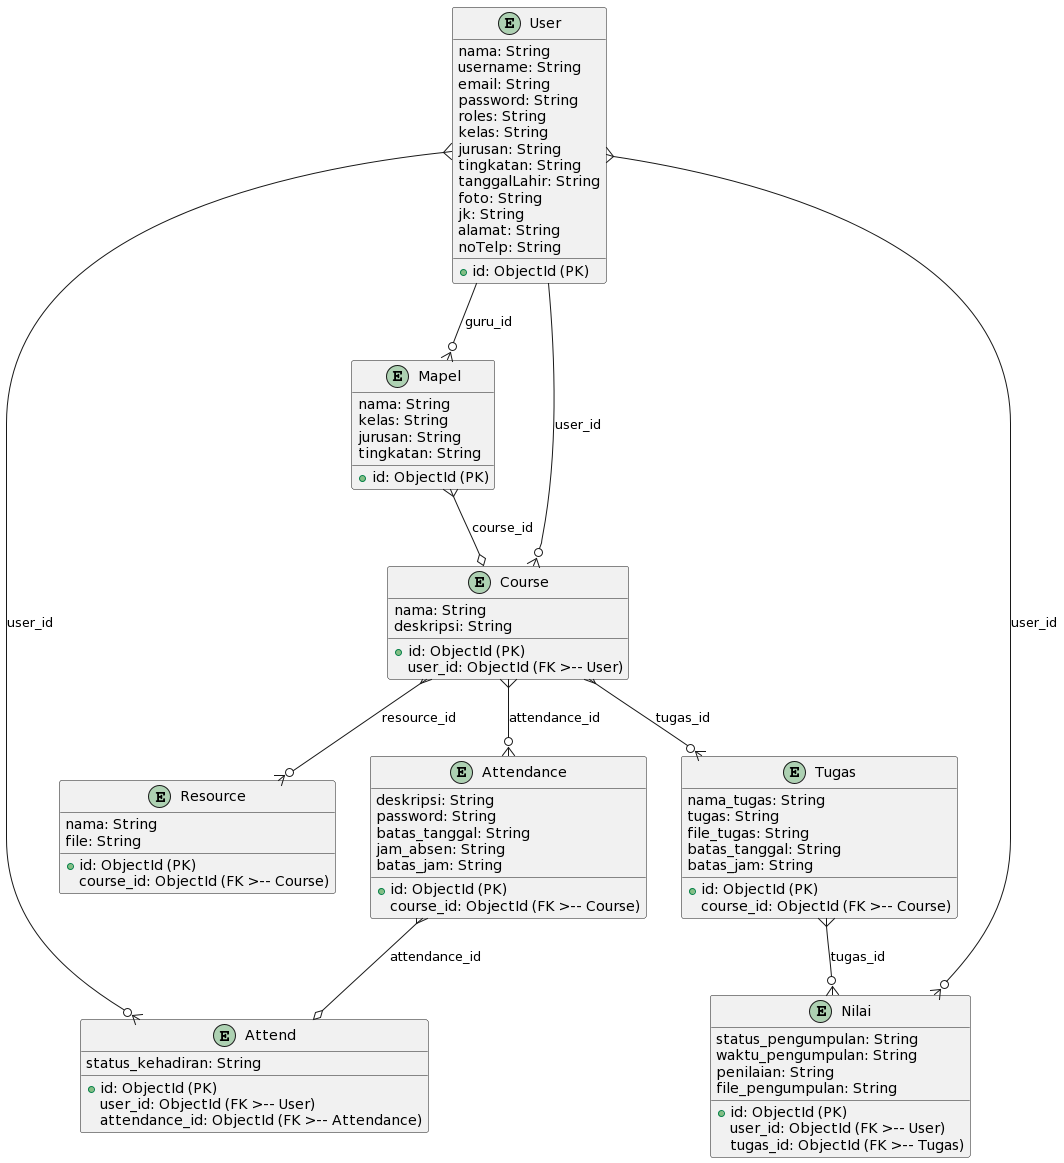 E User
nama: String
username: String
email: String
password: String
roles: String
kelas: String
jurusan: String
tingkatan: String
tanggalLahir: String
foto: String
jk: String
alamat: String
noTelp: String
id: ObjectId (PK)
guru_id
E Mapel
nama: String
kelas: String
jurusan: String
tingkatan: String
id: ObjectId (PK)
user_id
course_id
E Course
nama: String
deskripsi: String
id: ObjectId (PK)
user_id: ObjectId (FK >-- User)
user_id
user_id
resource_id
attendance_id
tugas_id
E Resource
nama: String
file: String
id: ObjectId (PK)
course_id: ObjectId (FK >-- Course)
E Attendance
deskripsi: String
password: String
batas_tanggal: String
jam_absen: String
batas_jam: String
id: ObjectId (PK)
course_id: ObjectId (FK >-- Course)
E Tugas
nama_tugas: String
tugas: String
file_tugas: String
batas_tanggal: String
batas_jam: String
id: ObjectId (PK)
course_id: ObjectId (FK >-- Course)
attendance_id
tugas_id
E Attend
status_kehadiran: String
id: ObjectId (PK)
user_id: ObjectId (FK >-- User)
attendance_id: ObjectId (FK >-- Attendance)
E Nilai
status_pengumpulan: String
waktu_pengumpulan: String
penilaian: String
file_pengumpulan: String
id: ObjectId (PK)
user_id: ObjectId (FK >-- User)
tugas_id: ObjectId (FK >-- Tugas)